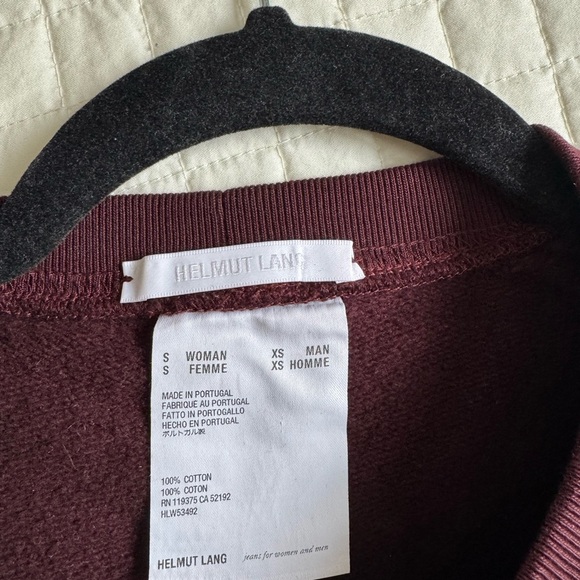 HELMUT LANG
S WOMAN XS MAN
S FEMME XS HOMME
MADE IN PORTUGAL
FABRIQUE AU PORTUGAL
FATTO IN PORTOGALLO
HECHO EN PORTUGAL
ポルトガル製
100% COTTON
100% COTON
RN 119375 CA 52192
HLW53492
HELMUT LANG jeans for women and men